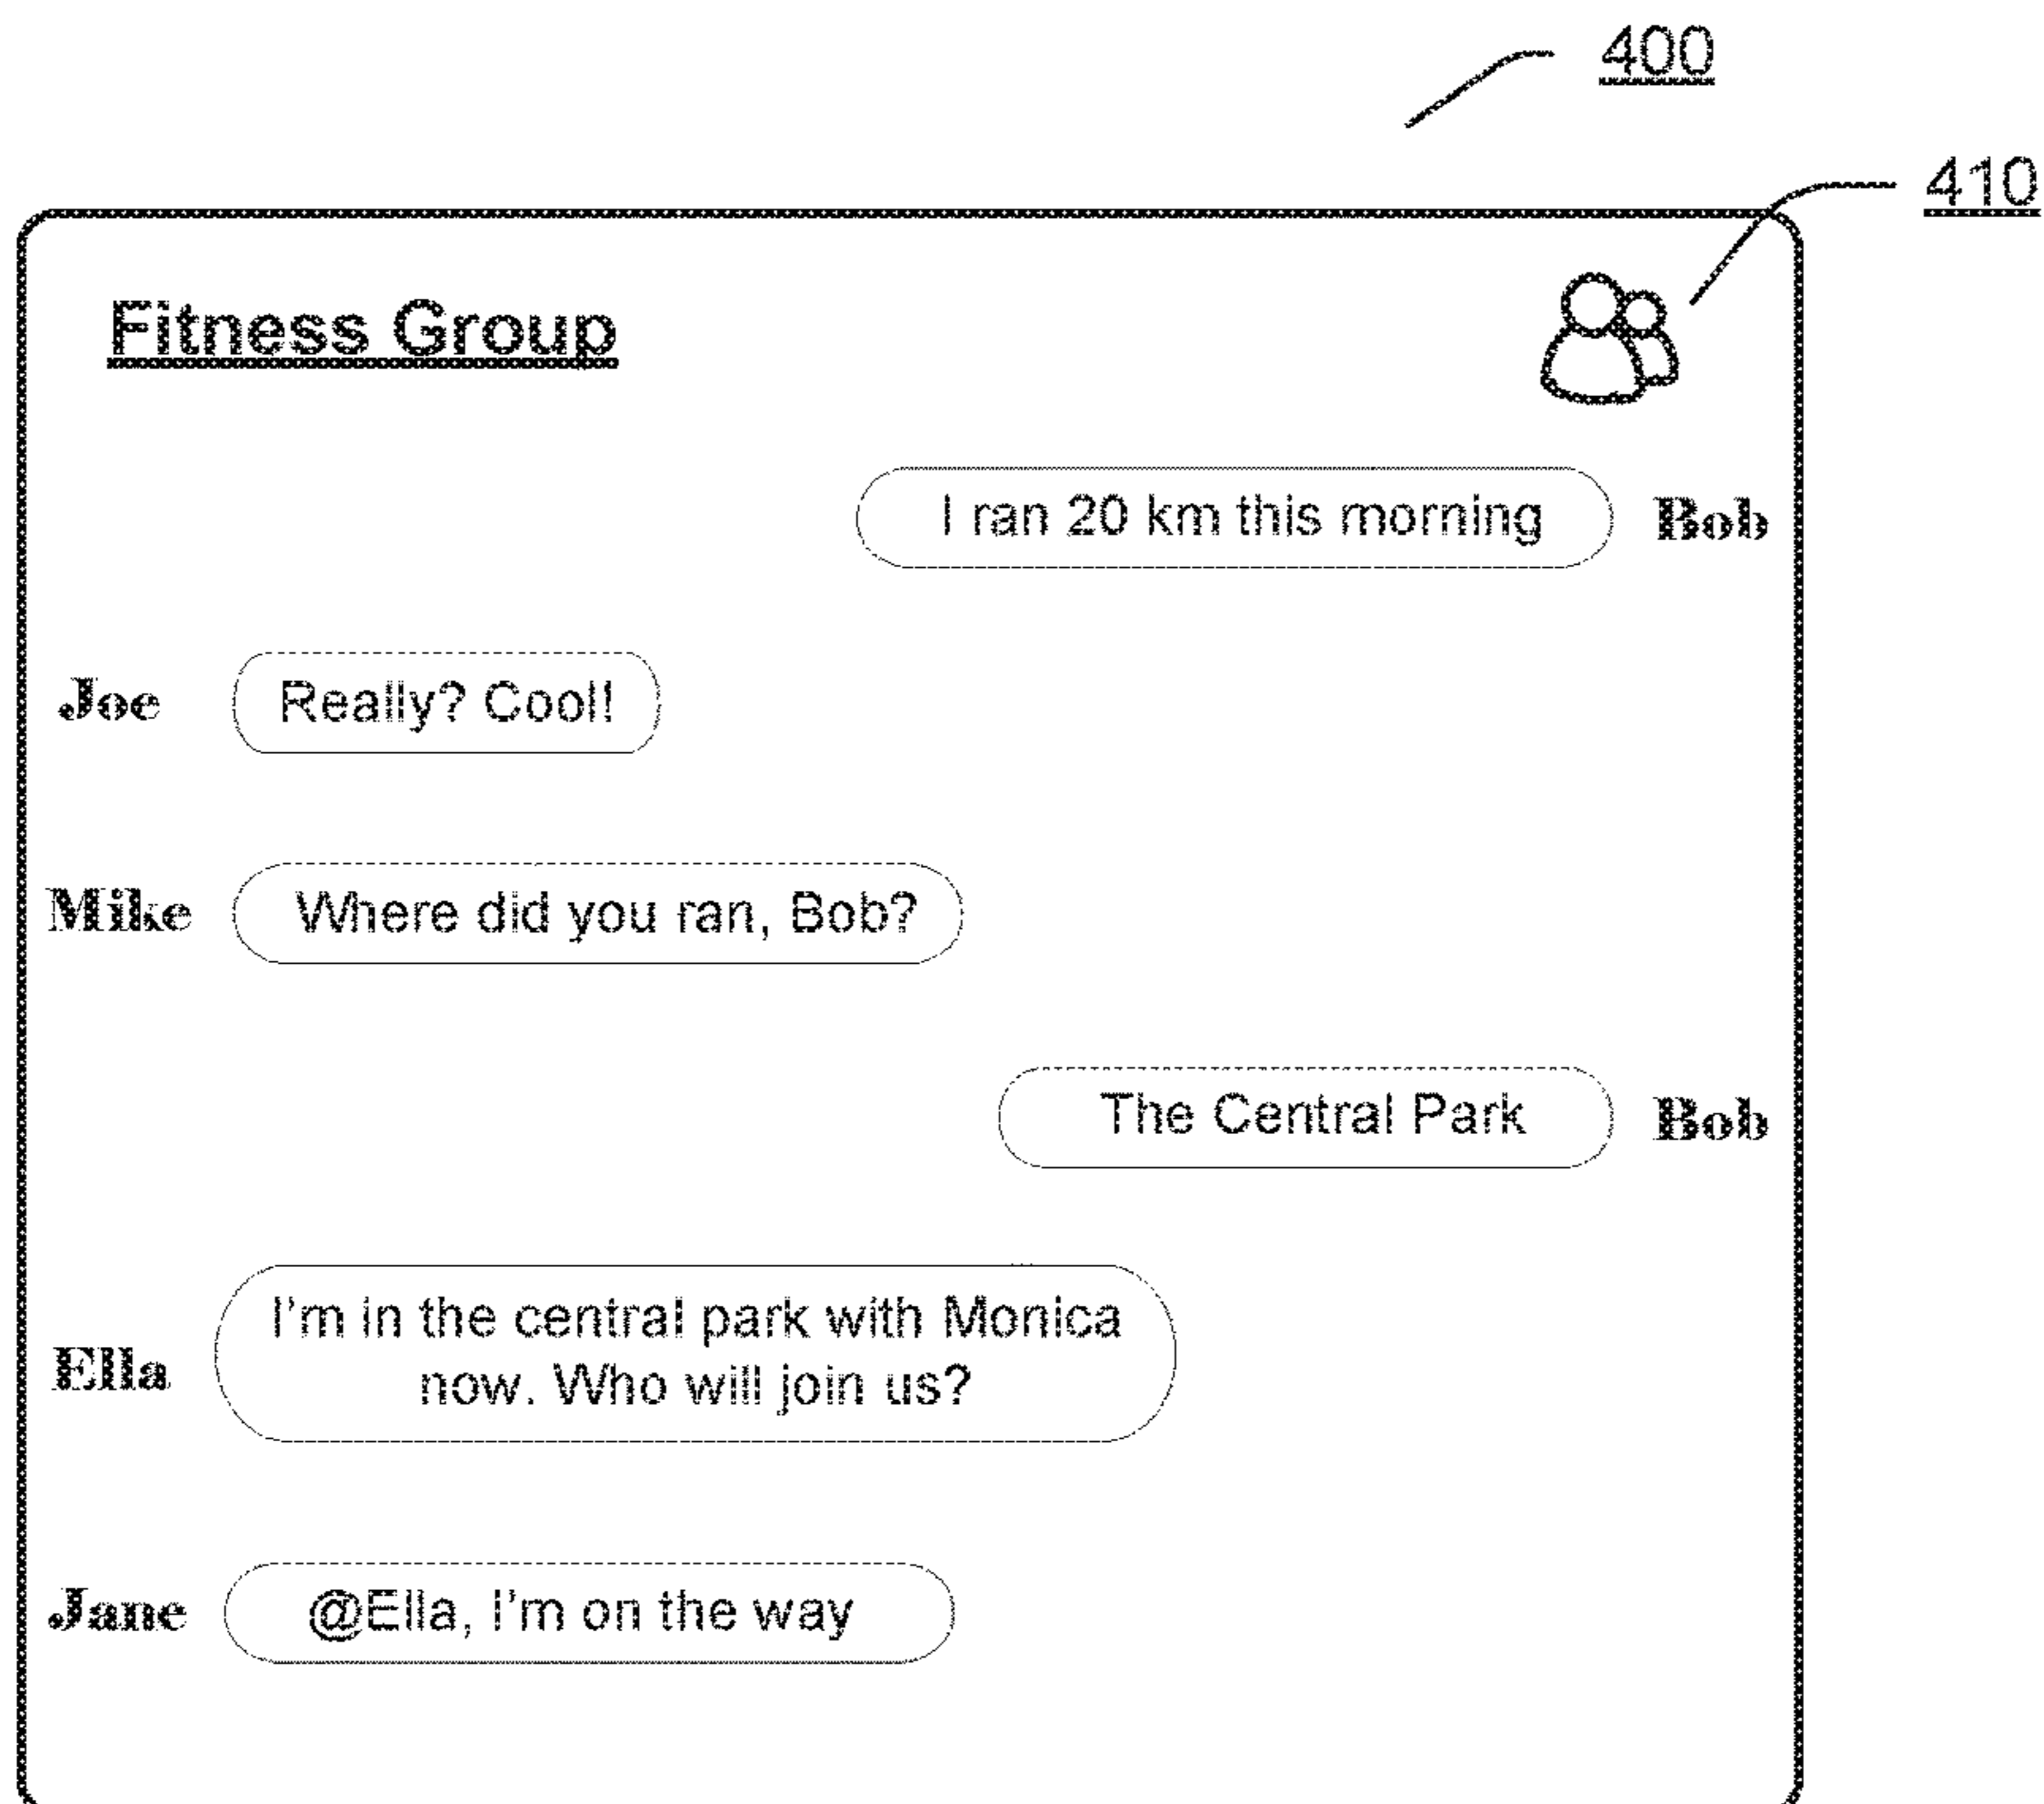 400
410
Fitness Group
I ran 20 km this morning Bob
Joe Really? Cool!
Mike Where did you ran, Bob?
The Central Park Bob
I'm in the central park with Monica
Ella now. Who will join us?
Jane @Ella, I'm on the way